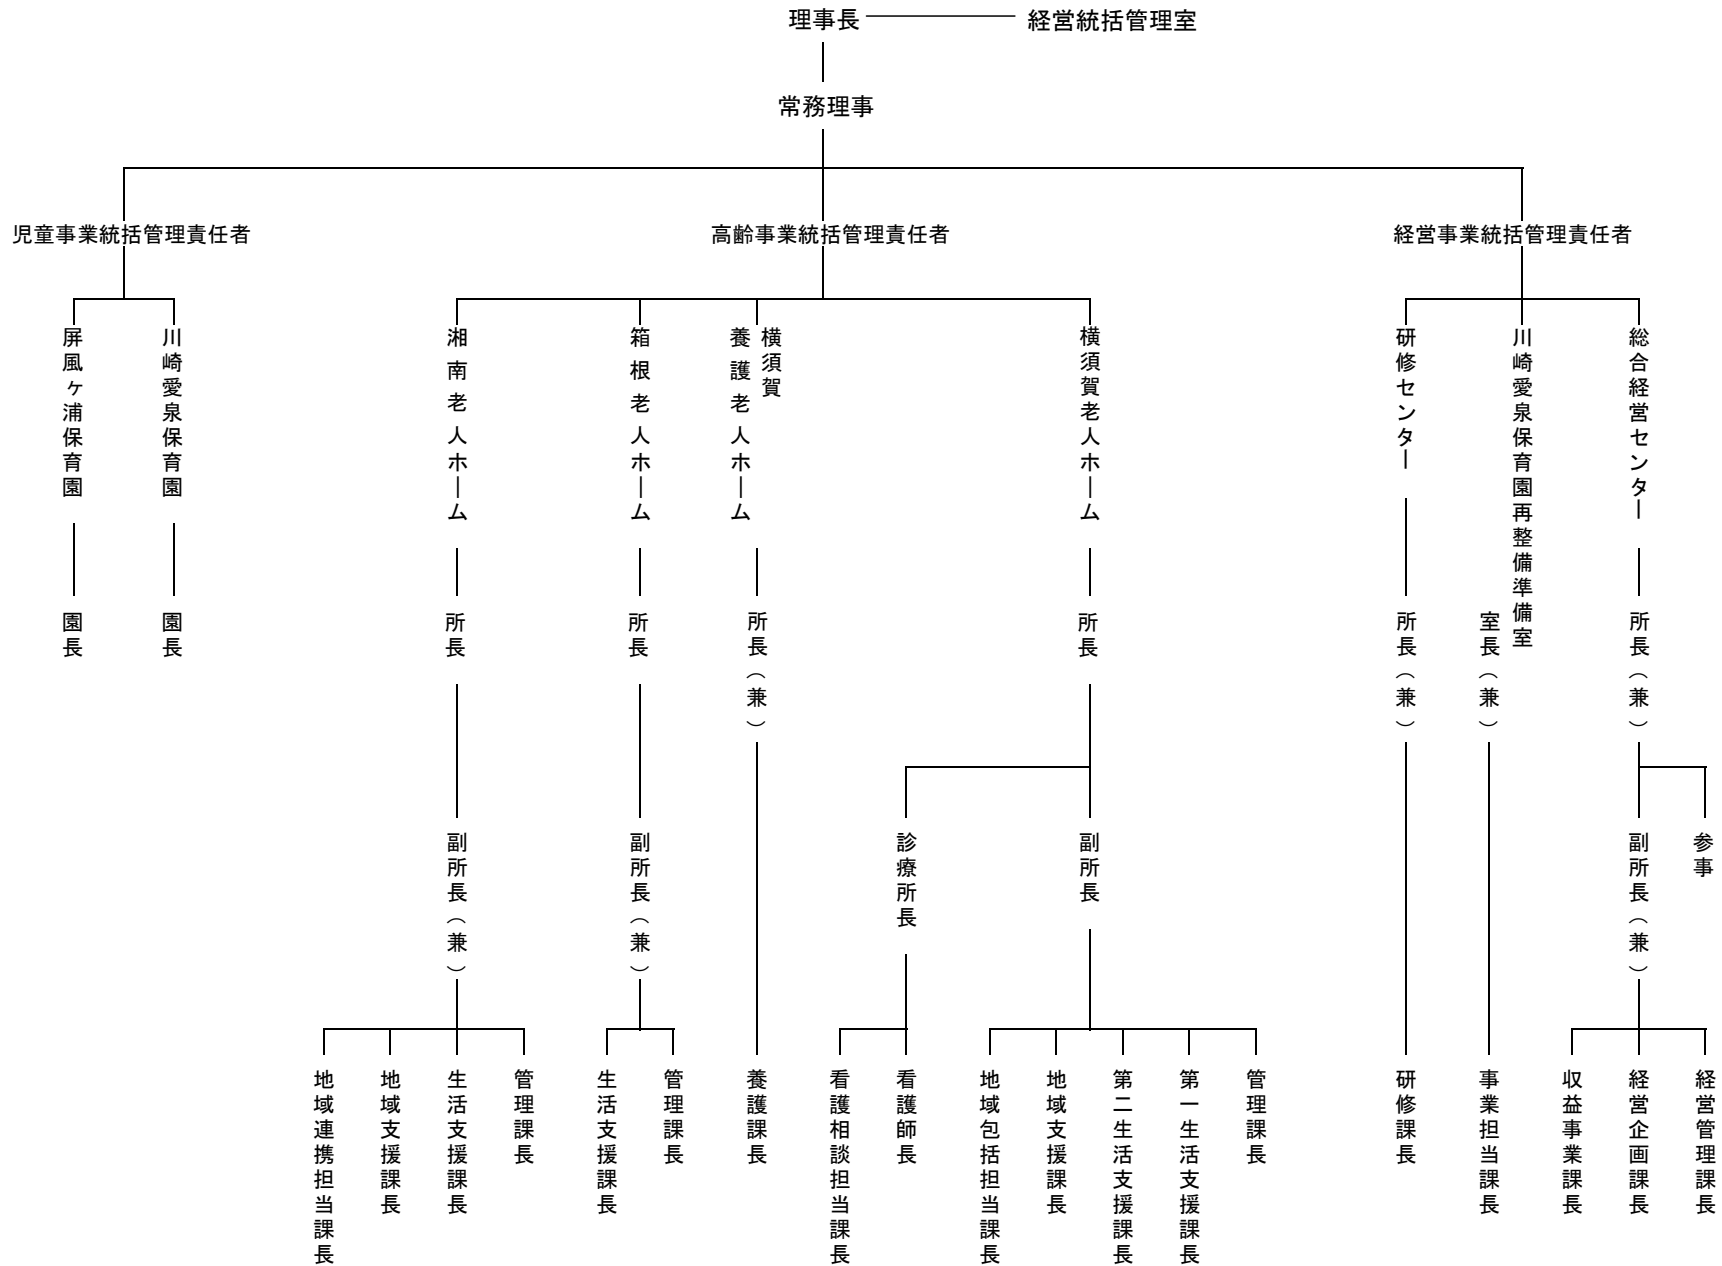 理事長 経営統括管理室
常務理事
児童事業統括管理責任者 高齢事業統括管理責任者 経営事業統括管理責任者
屏風ヶ浦保育園
川崎愛泉保育園
湘南老人ホーム
箱根老人ホーム
横須賀
養護老人ホーム
横須賀老人ホーム
研修センター
川崎愛泉保育園再整備準備室
総合経営センター
園長
園長
所長
所長
所長（兼）
所長
所長（兼）
室長（兼）
所長（兼）
副所長（兼）
副所長（兼）
診療所長
副所長
副所長（兼）
参事
地域連携担当課長
地域支援課長
生活支援課長
管理課長
生活支援課長
管理課長
養護課長
看護相談担当課長
看護師長
地域包括担当課長
地域支援課長
第二生活支援課長
第一生活支援課長
管理課長
研修課長
事業担当課長
収益事業課長
経営企画課長
経営管理課長